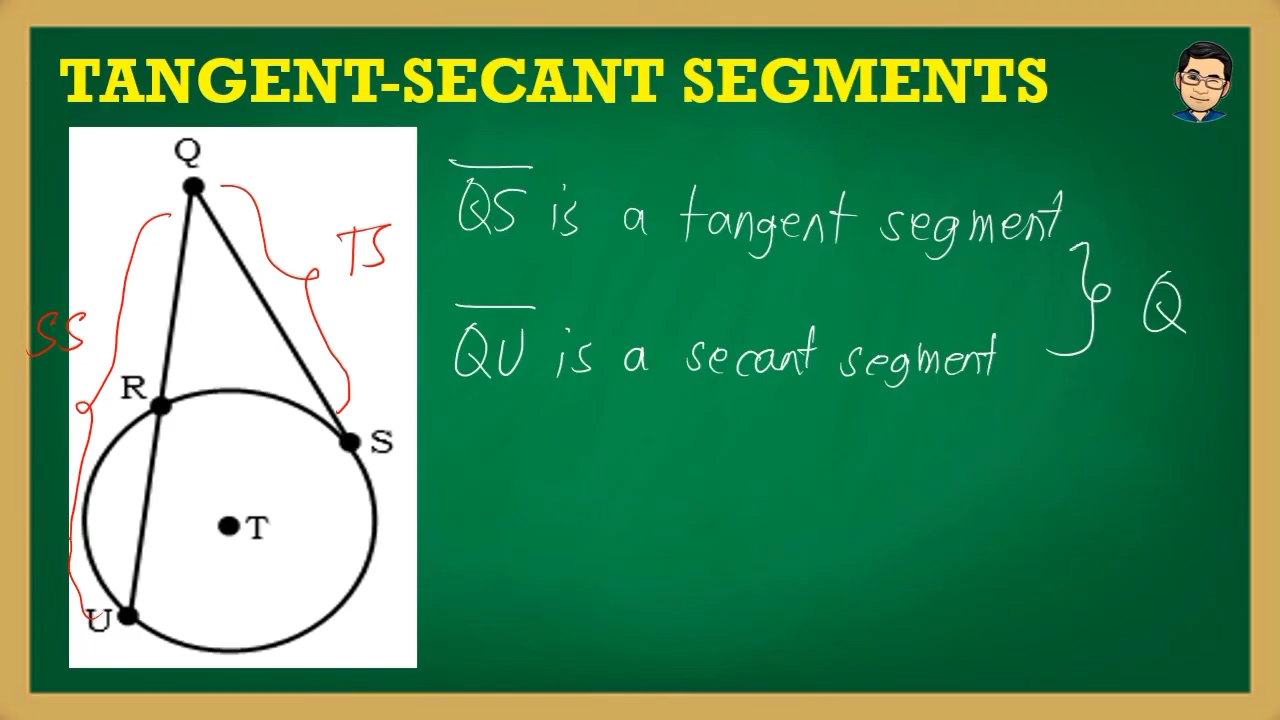 TANGENT-SECANT SEGMENTS
Q
QS is a tangent segment
TS
Q
SS
QU is a secant segment
R
S
T
U